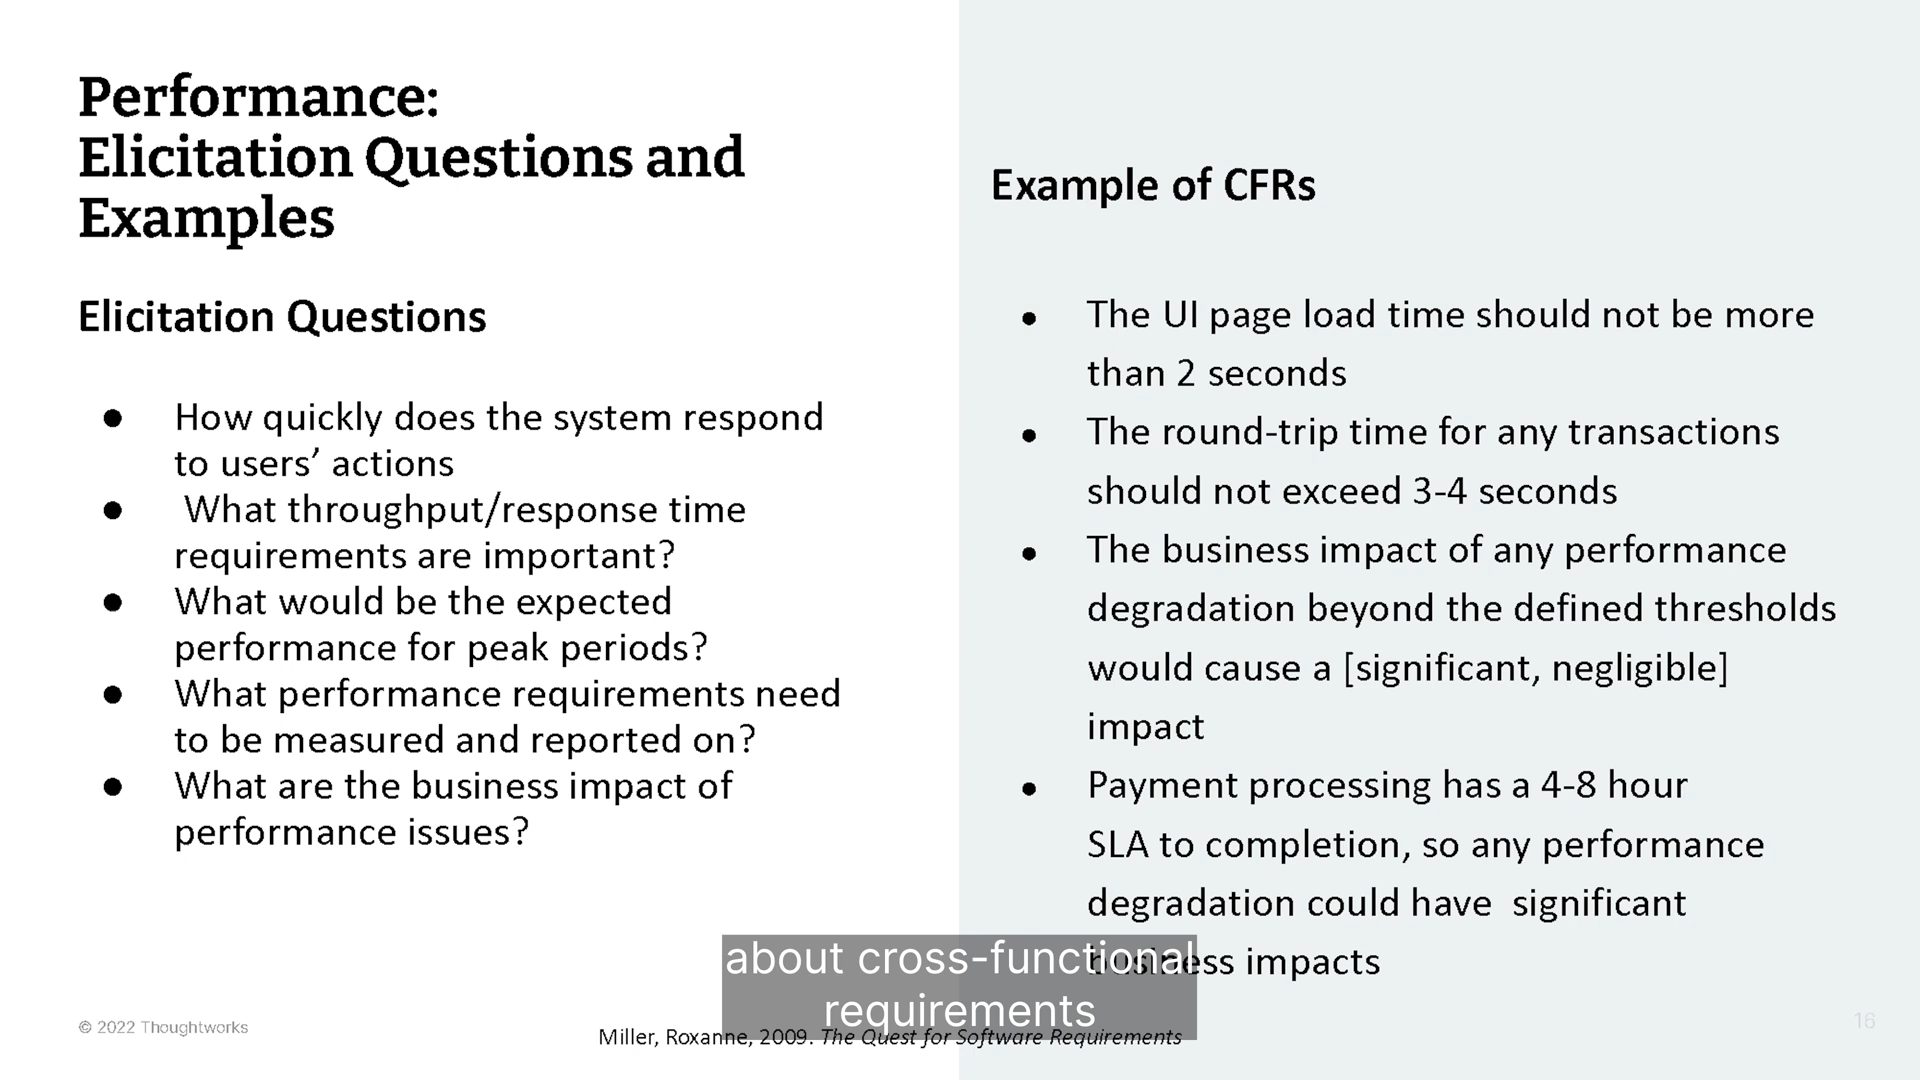 Performance:
Elicitation Questions and
Examples
Elicitation Questions
● How quickly does the system respond
to users’ actions
● What throughput/response time
requirements are important?
● What would be the expected
performance for peak periods?
● What performance requirements need
to be measured and reported on?
● What are the business impact of
performance issues?
Example of CFRs
● The UI page load time should not be more
than 2 seconds
● The round-trip time for any transactions
should not exceed 3-4 seconds
● The business impact of any performance
degradation beyond the defined thresholds
would cause a [significant, negligible]
impact
● Payment processing has a 4-8 hour
SLA to completion, so any performance
degradation could have significant
business impacts
about cross-functional
requirements
© 2022 Thoughtworks
Miller, Roxanne, 2009. The Quest for Software Requirements
16